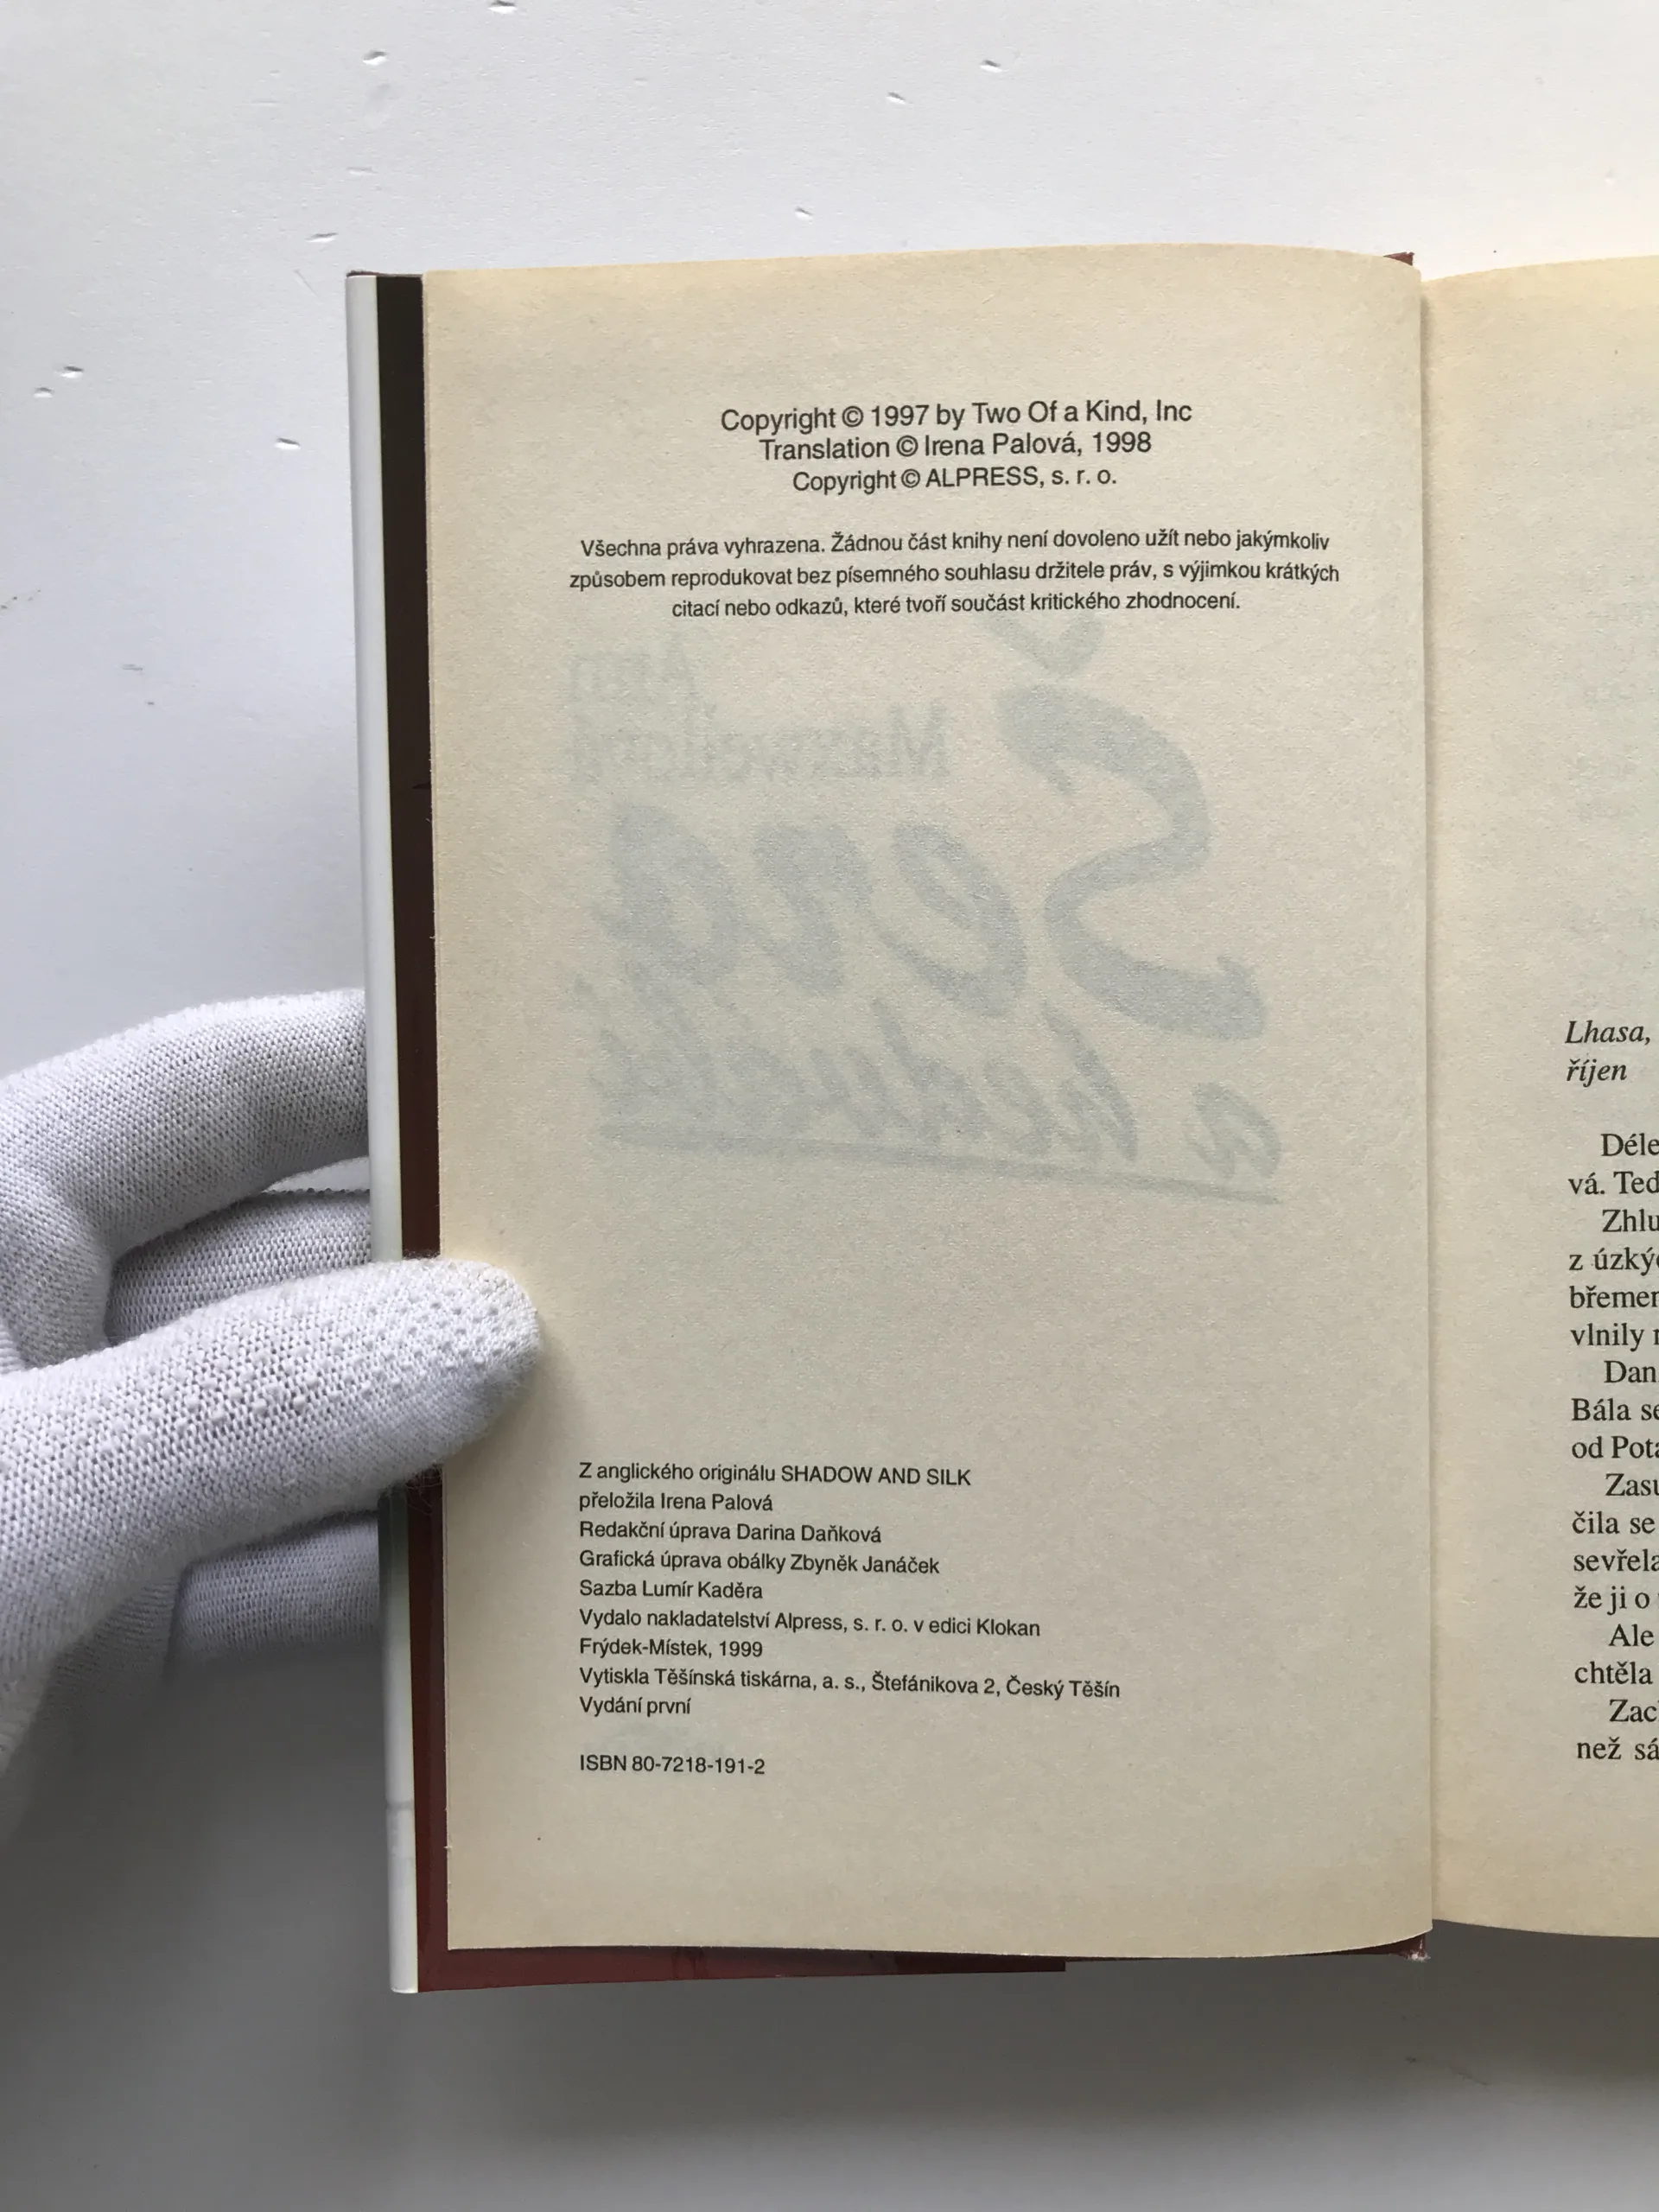 Copyright © 1997 by Two Of a Kind, Inc
Translation © Irena Palová, 1998
Copyright © ALPRESS, s. r. o.
Všechna práva vyhrazena. Žádnou část knihy není dovoleno užít nebo jakýmkoliv
způsobem reprodukovat bez písemného souhlasu držitele práv, s výjimkou krátkých
citací nebo odkazů, které tvoří součást kritického zhodnocení.
Z anglického originálu SHADOW AND SILK
přeložila Irena Palová
Redakční úprava Darina Daňková
Grafická úprava obálky Zbyněk Janáček
Sazba Lumír Kaděra
Vydalo nakladatelství Alpress, s. r. o. v edici Klokan
Frýdek-Místek, 1999
Vytiskla Těšínská tiskárna, a. s., Štefánikova 2, Český Těšín
Vydání první
ISBN 80-7218-191-2
Lhasa,
říjen
Déle
vá. Ted
Zhlu
z úzký
břemen
vlnily
Dan
Bála se
od Pota
Zasu
čila se
sevřela
že ji o
Ale
chtěla
Zac
než sá